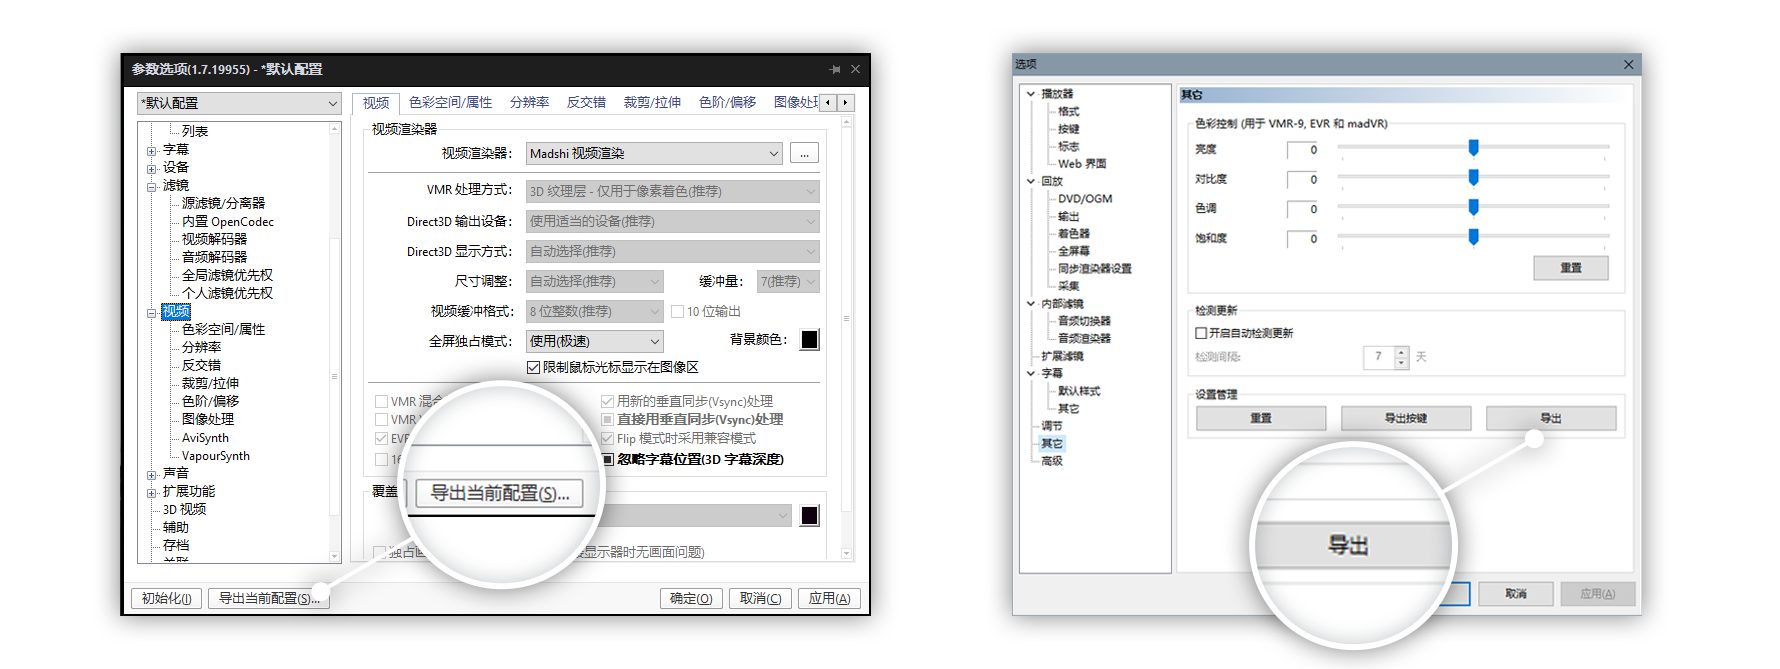 参数选项(1.7.19955) - *默认配置
*默认配置
列表
字幕
设备
滤镜
源滤镜/分离器
内置 OpenCodec
视频解码器
音频解码器
全局滤镜优先权
个人滤镜优先权
视频
色彩空间/属性
分辨率
反交错
裁剪/拉伸
色阶/偏移
图像处理
AviSynth
VapourSynth
声音
扩展功能
3D 视频
辅助
存档
视频 色彩空间/属性 分辨率 反交错 裁剪/拉伸 色阶/偏移
视频渲染器
视频渲染器: Madshi 视频渲染 ...
VMR 处理方式: 3D 纹理层 - 仅用于像素着色(推荐)
Direct3D 输出设备: 使用适当的设备(推荐)
Direct3D 显示方式: 自动选择(推荐)
尺寸调整: 自动选择(推荐) 缓冲量: 7(推荐)
视频缓冲格式: 8 位整数(推荐) 10 位输出
全屏独占模式: 使用(极速) 背景颜色:
限制鼠标光标显示在图像区
VMR 用新的垂直同步(Vsync)处理
VMR 直接用垂直同步(Vsync)处理
Flip 模式时采用兼容模式
忽略字幕位置(3D 字幕深度)
覆盖
导出当前配置(S)...
显示器时无画面问题)
初始化(I) 导出当前配置(S)... 确定(O) 取消(C) 应用(A)
选项
播放器
格式
按键
标志
Web 界面
回放
DVD/OGM
输出
着色器
全屏幕
同步渲染器设置
采集
内部滤镜
音频切换器
音频渲染器
扩展滤镜
字幕
默认样式
其它
调节
其它
高级
其它
色彩控制 (用于 VMR-9, EVR 和 madVR)
亮度 0
对比度 0
色调 0
饱和度 0
重置
检测更新
开启自动检测更新
检测间隔: 7 天
设置管理
重置 导出按键 导出
导出
取消 应用(A)